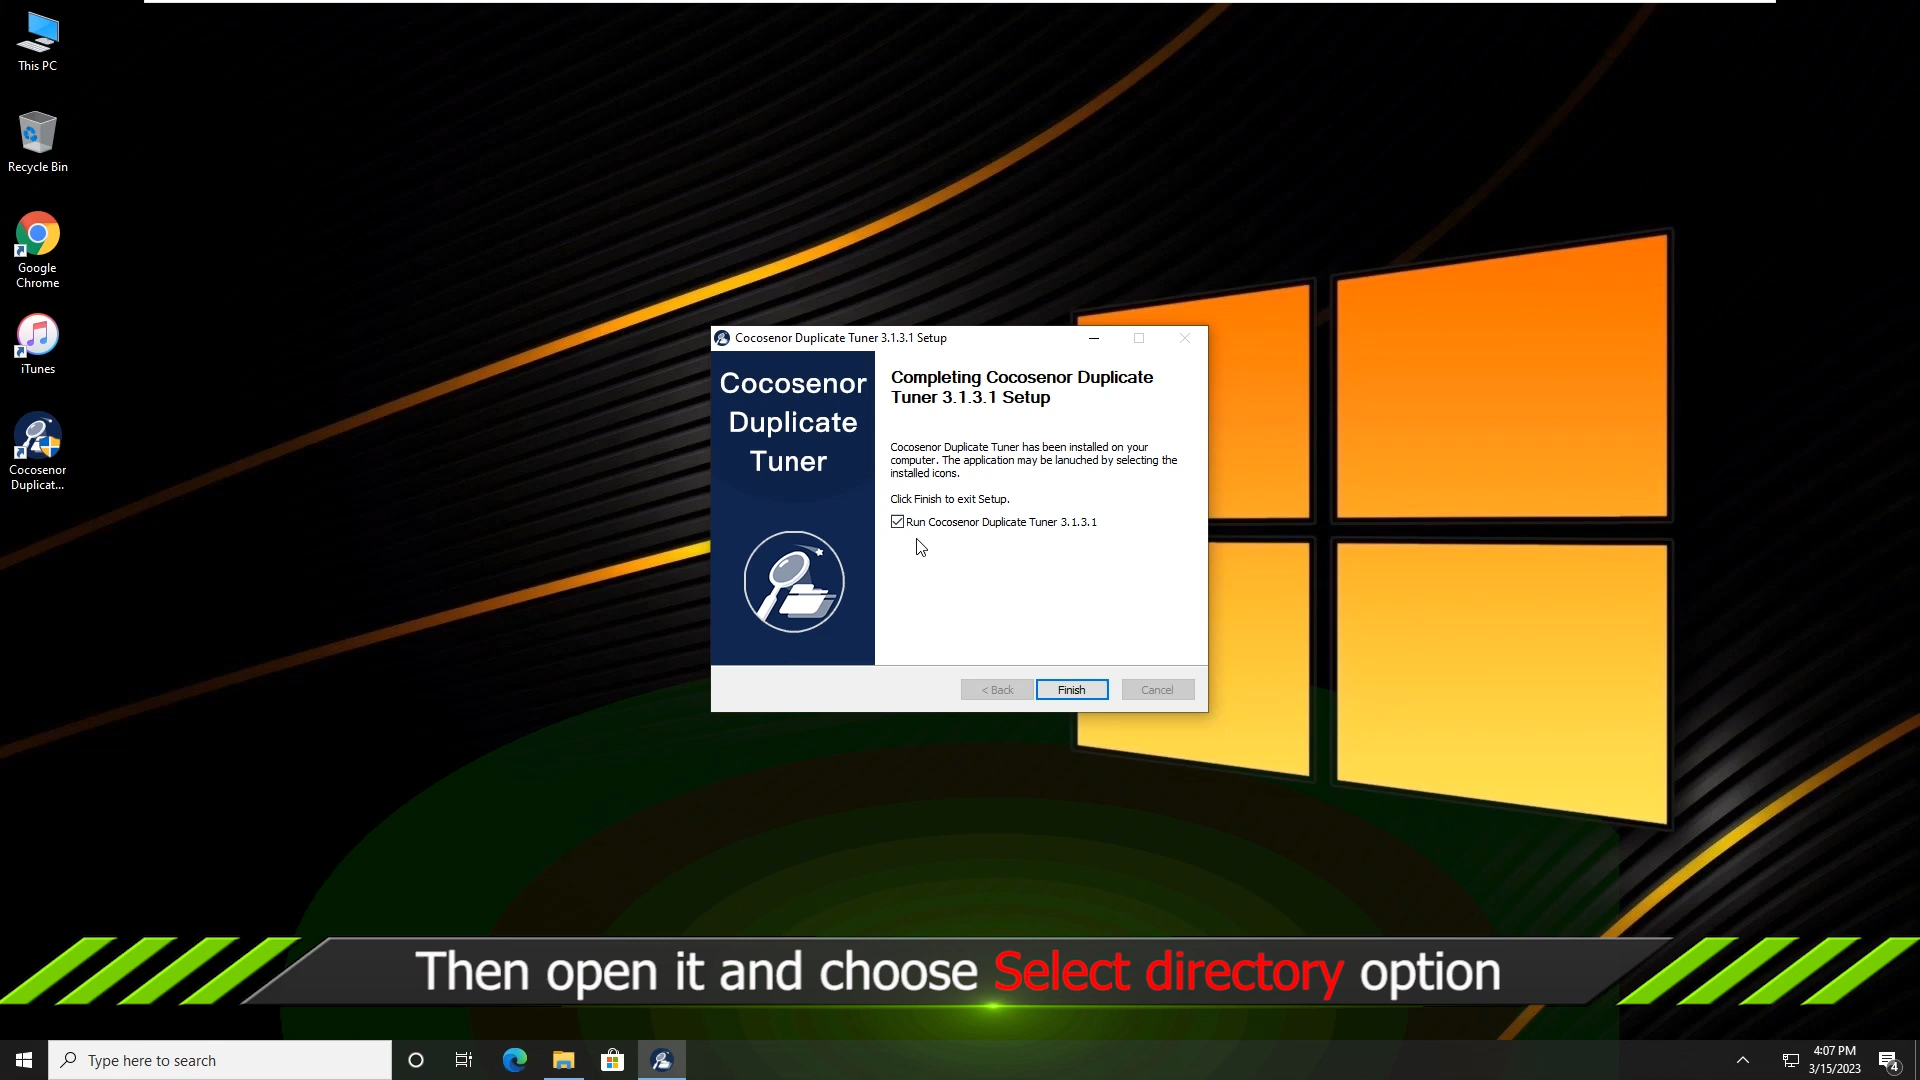 This PC
Recycle Bin
Google
Chrome
iTunes
Cocosenor
Duplicat...
Cocosenor Duplicate Tuner 3.1.3.1 Setup
Cocosenor
Duplicate
Tuner
Completing Cocosenor Duplicate
Tuner 3.1.3.1 Setup
Cocosenor Duplicate Tuner has been installed on your
computer. The application may be lanuched by selecting the
installed icons.
Click Finish to exit Setup.
Run Cocosenor Duplicate Tuner 3.1.3.1
< Back
Finish
Cancel
Then open it and choose Select directory option
Type here to search
4:07 PM
3/15/2023
4